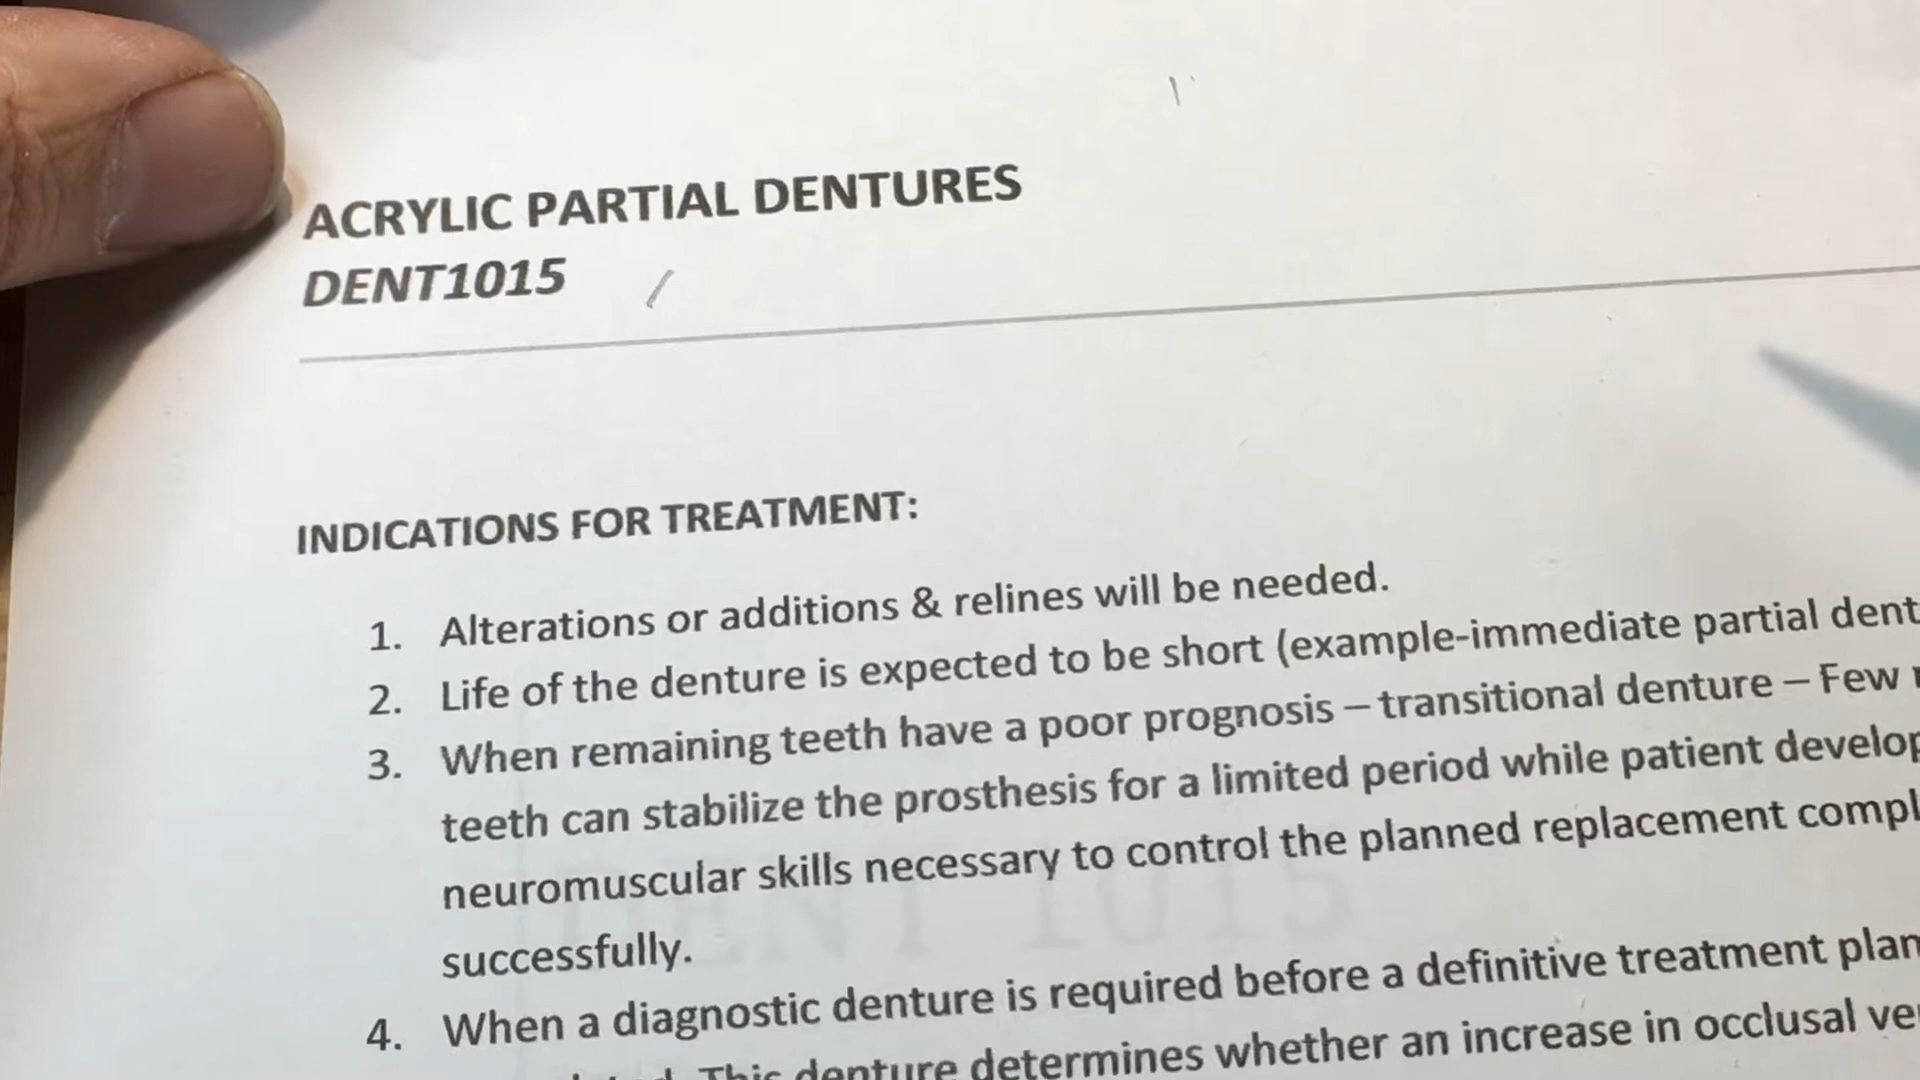 ACRYLIC PARTIAL DENTURES
DENT1015
INDICATIONS FOR TREATMENT:
1. Alterations or additions & relines will be needed.
2. Life of the denture is expected to be short (example-immediate partial dent
3. When remaining teeth have a poor prognosis – transitional denture – Few
teeth can stabilize the prosthesis for a limited period while patient develop
neuromuscular skills necessary to control the planned replacement compl
successfully.
4. When a diagnostic denture is required before a definitive treatment plan
This denture determines whether an increase in occlusal ve
DENT 1015